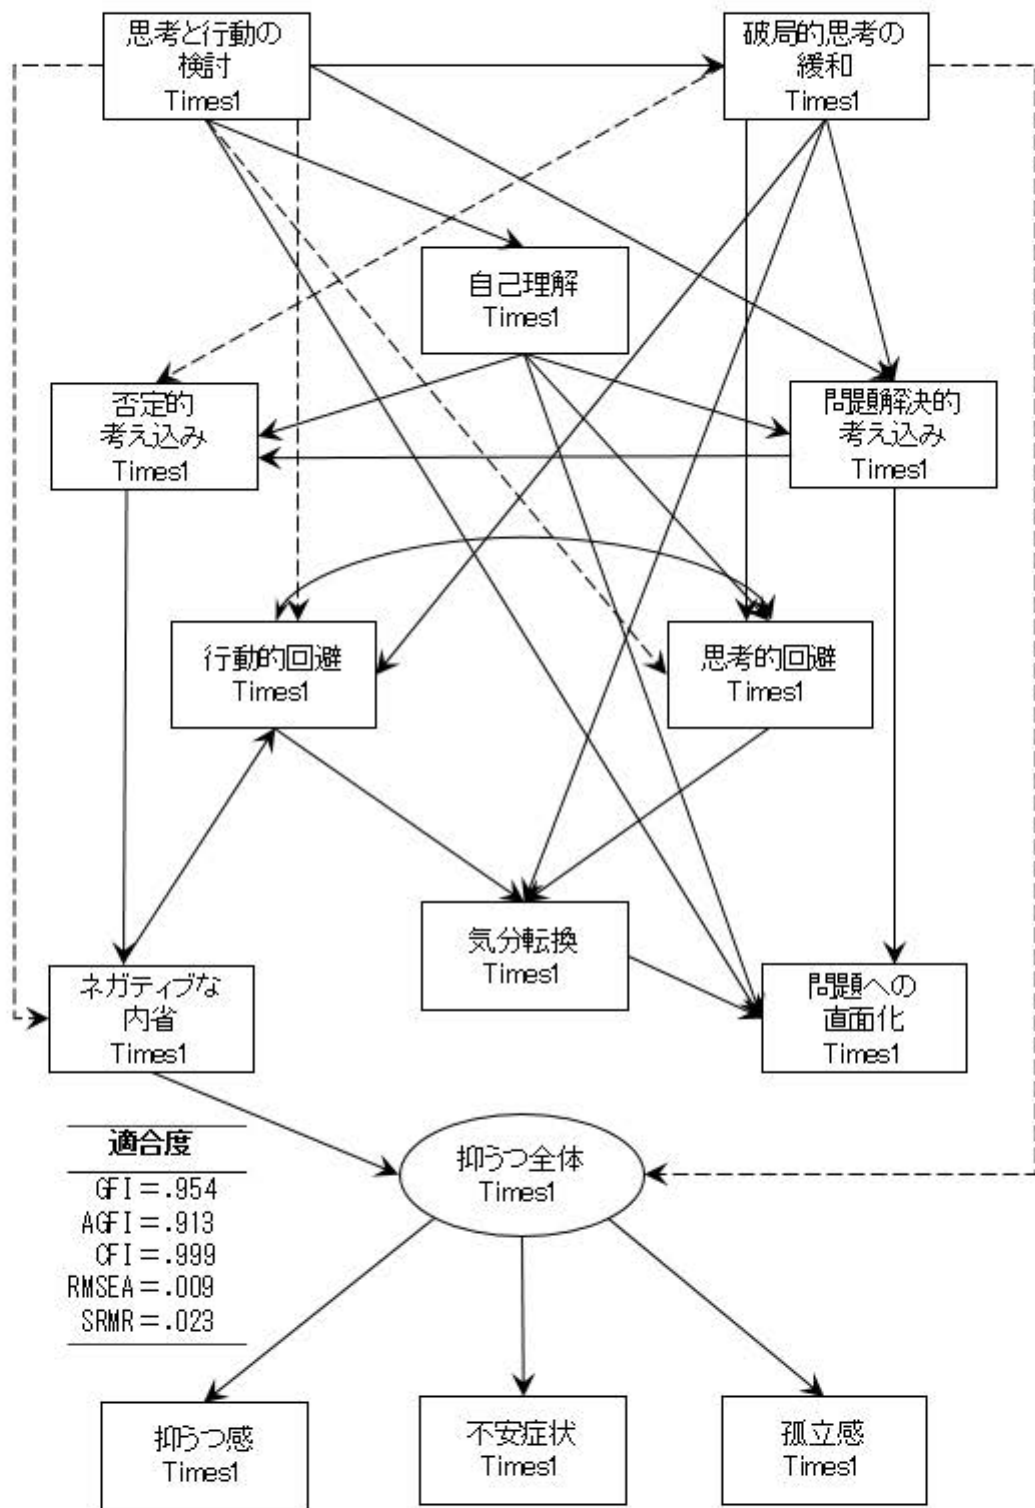 思考と行動の
検討
Times1
破局的思考の
緩和
Times1
自己理解
Times1
否定的
考え込み
Times1
問題解決的
考え込み
Times1
行動的回避
Times1
思考的回避
Times1
気分転換
Times1
ネガティブな
内省
Times1
問題への
直面化
Times1
適合度
GFI=.954
AGFI=.913
CFI=.999
RMSEA=.009
SRMR=.023
抑うつ全体
Times1
抑うつ感
Times1
不安症状
Times1
孤立感
Times1